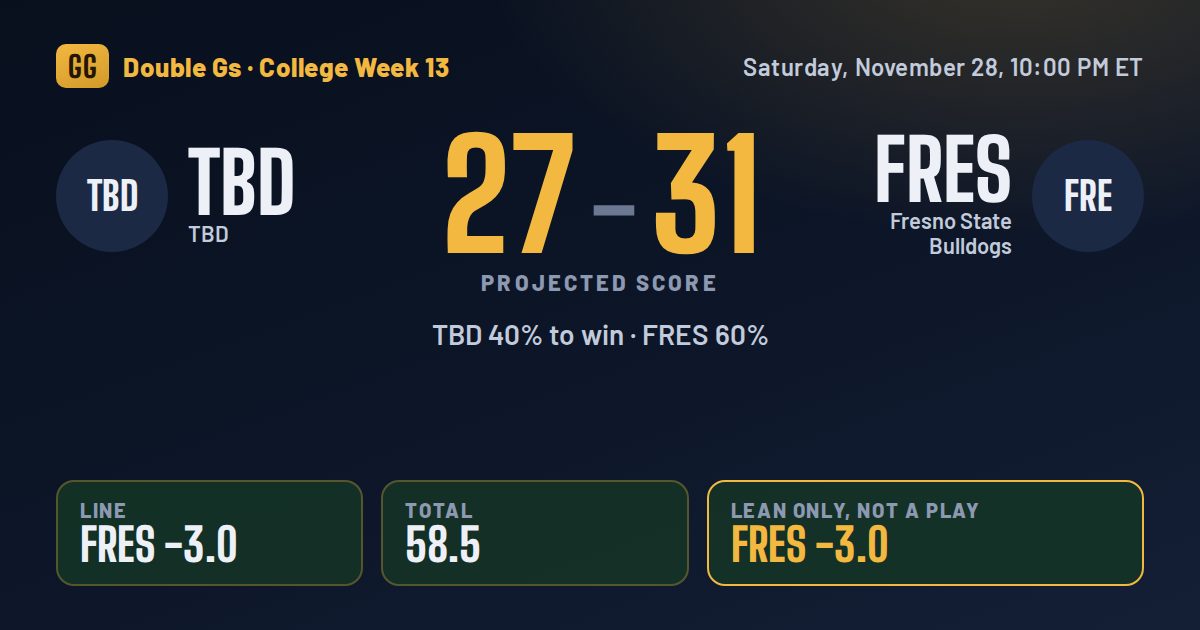 GG
Double Gs · College Week 13
Saturday, November 28, 10:00 PM ET
TBD
TBD
TBD
27 – 31
PROJECTED SCORE
TBD 40% to win · FRES 60%
FRES
Fresno State
Bulldogs
FRE
LINE
FRES −3.0
TOTAL
58.5
LEAN ONLY, NOT A PLAY
FRES −3.0